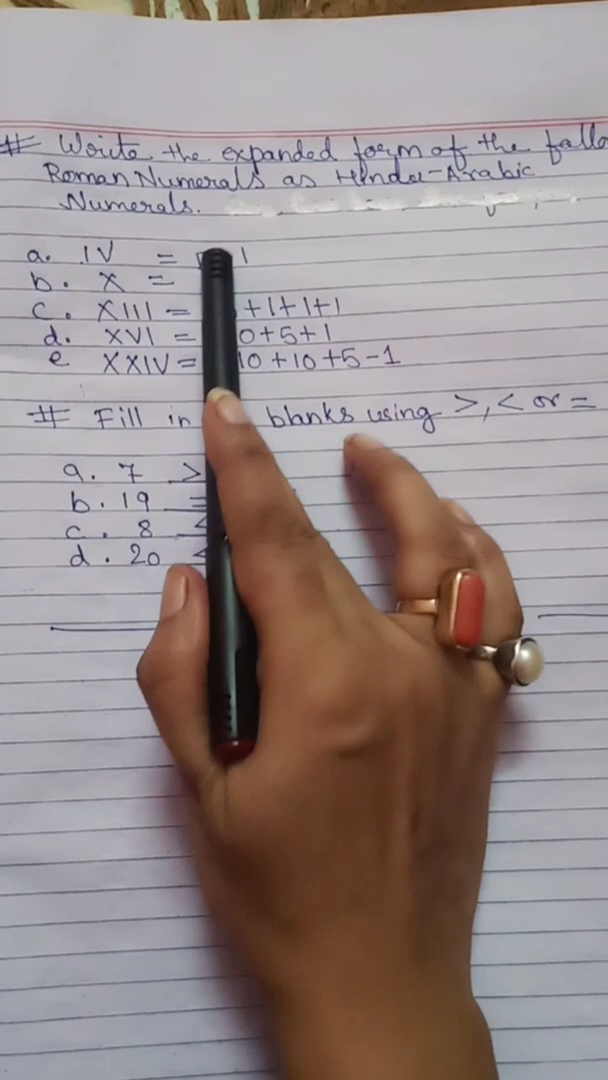 # Write the expanded form of the
Roman Numerals as Hindu-Arabic
Numerals.
a. IV = 1
b. X =
c. XIII = +1+1+1
d. XVI = 0+5+1
e XXIV = 10+10+5-1
# Fill in blanks using >, < or =
a. 7 >
b. 19 =
c. 8 <
d. 20 <